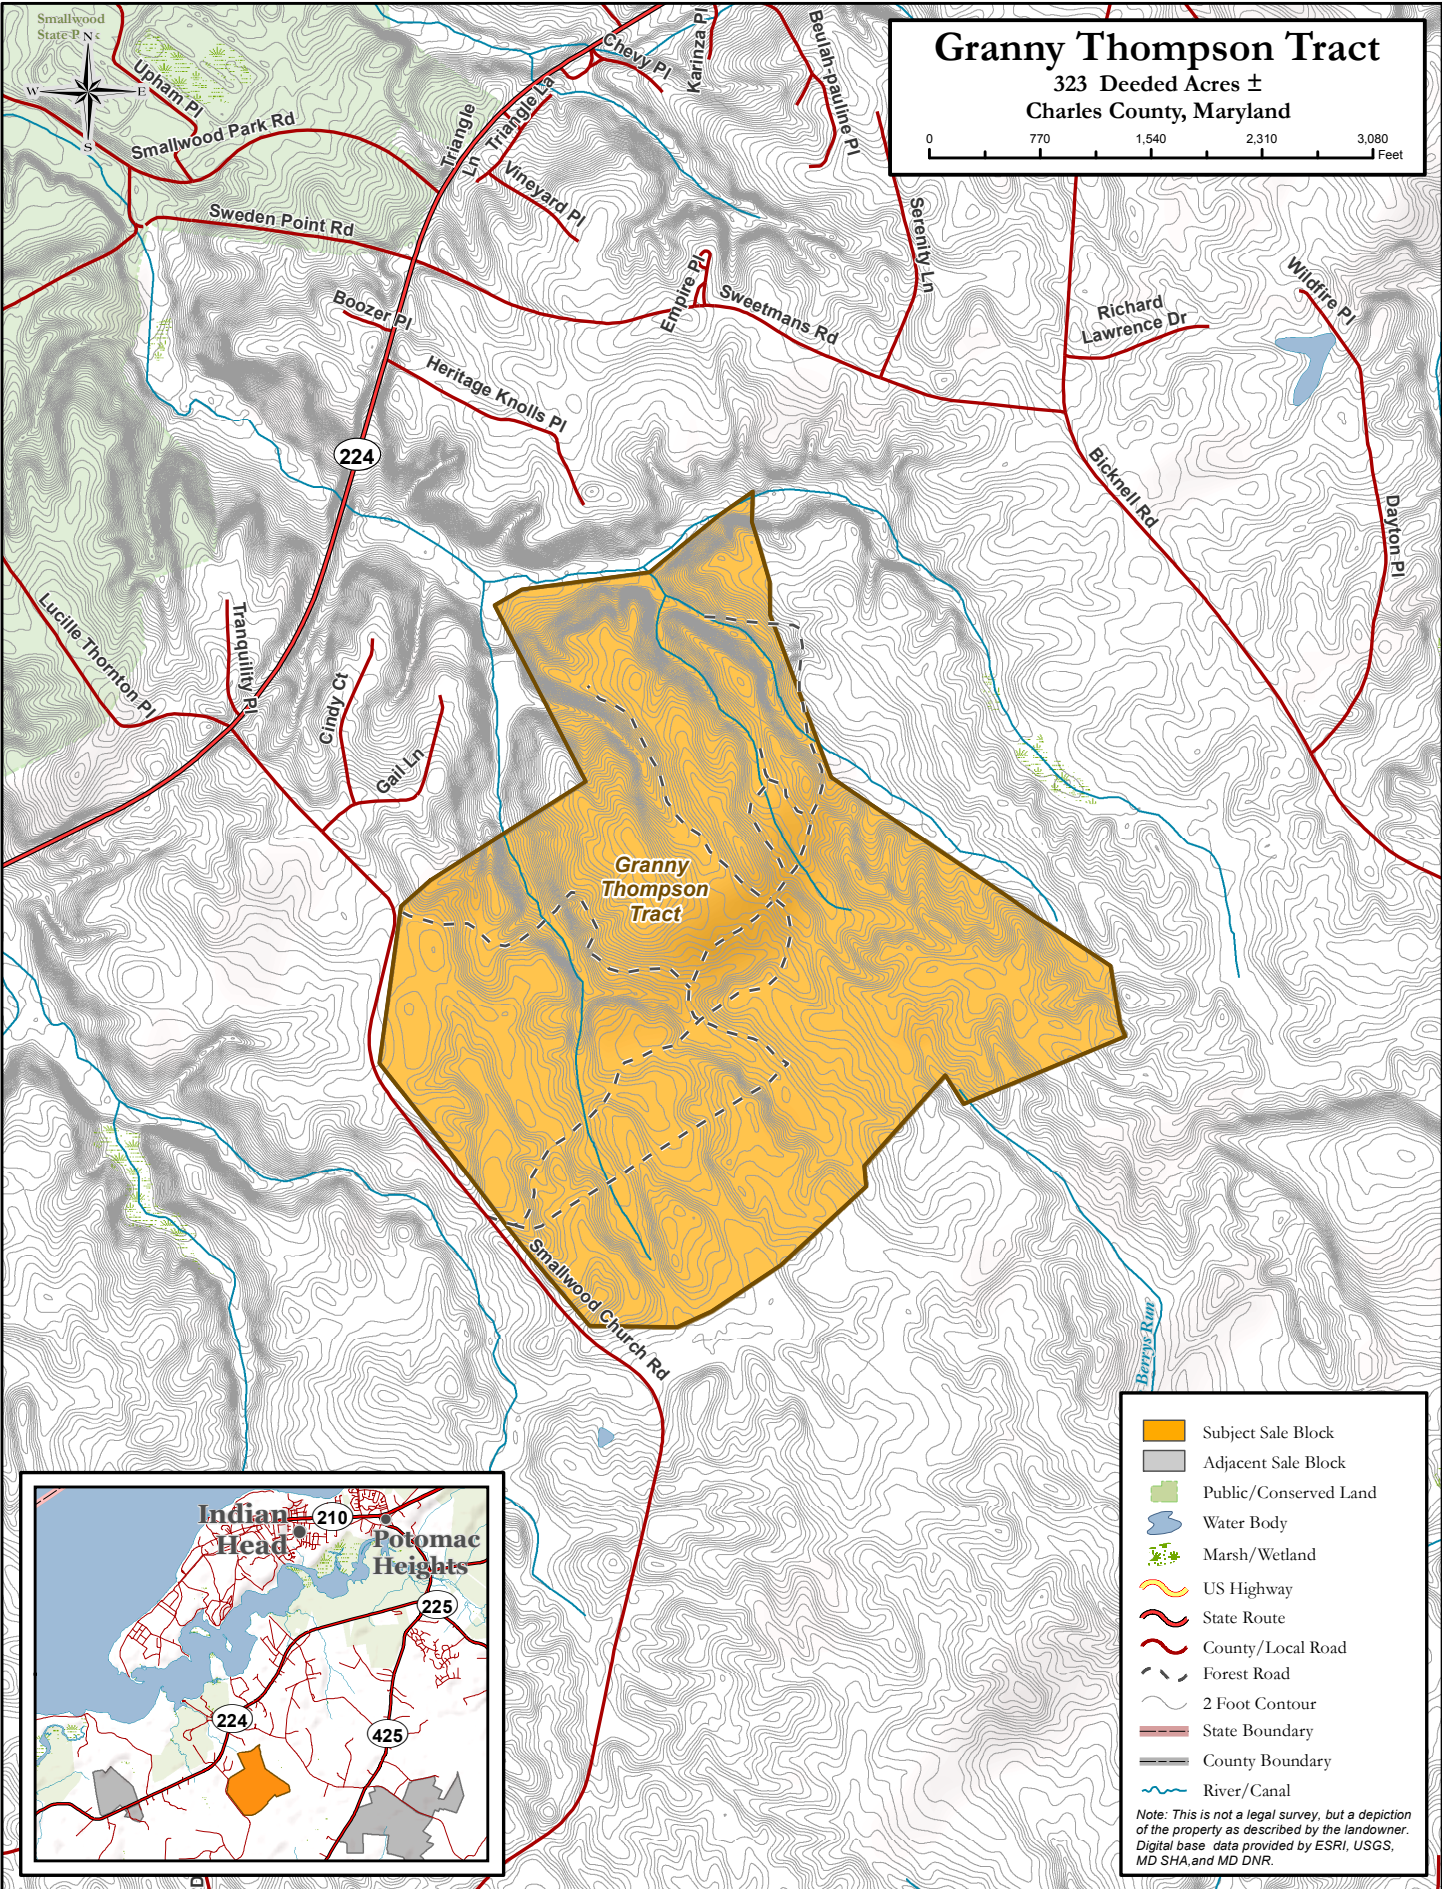 Granny Thompson Tract
323 Deeded Acres ±
Charles County, Maryland
0 770 1,540 2,310 3,080
Feet
Smallwood
State Park
N
W E
S
Upham Pl
Smallwood Park Rd
Sweden Point Rd
Triangle
Ln
Triangle La
Chevy Pl
Karinza Pl
Beulah-pauline Pl
Vineyard Pl
Serenity Ln
Empire Pl
Sweetmans Rd
Boozer Pl
Heritage Knolls Pl
Richard
Lawrence Dr
Wildfire Pl
224
Bicknell Rd
Dayton Pl
Lucille Thornton Pl
Tranquility Pl
Cindy Ct
Gail Ln
Granny
Thompson
Tract
Smallwood Church Rd
Berrys Run
Indian
Head
210
Potomac
Heights
225
224
425
D
Subject Sale Block
Adjacent Sale Block
Public/Conserved Land
Water Body
Marsh/Wetland
US Highway
State Route
County/Local Road
Forest Road
2 Foot Contour
State Boundary
County Boundary
River/Canal
Note: This is not a legal survey, but a depiction
of the property as described by the landowner.
Digital base data provided by ESRI, USGS,
MD SHA,and MD DNR.